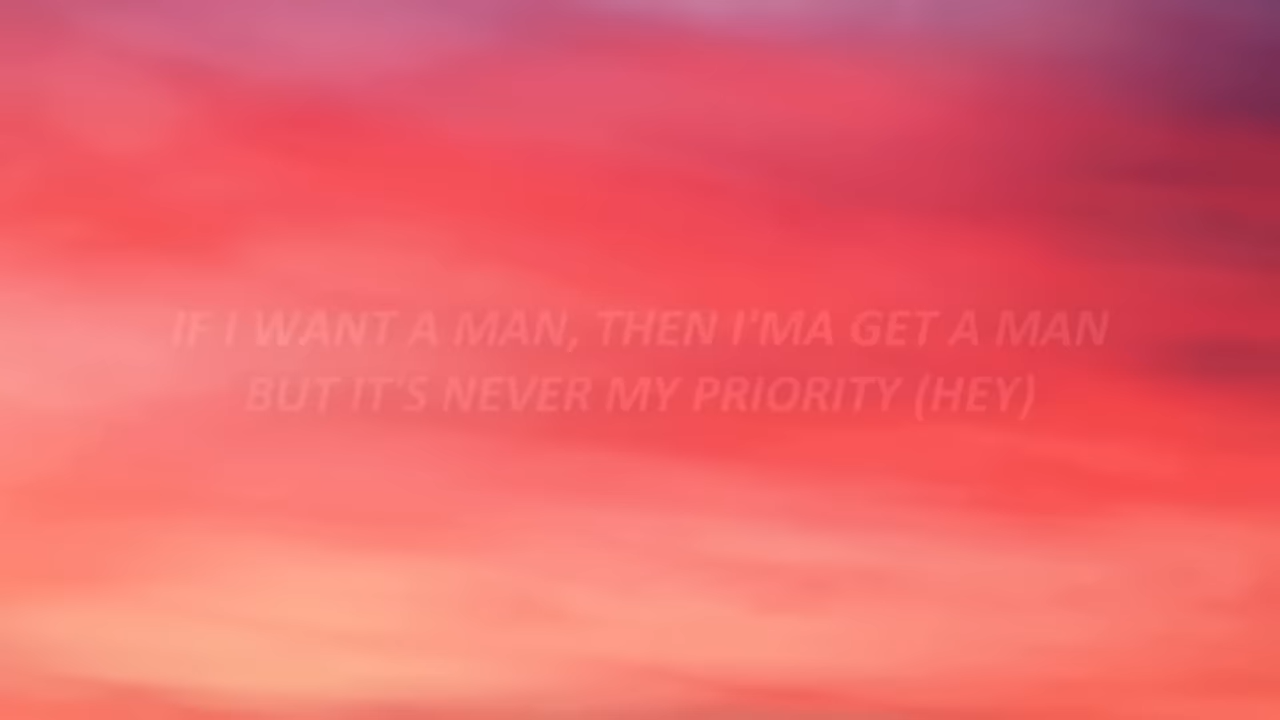 IF I WANT A MAN, THEN I'MA GET A MAN
BUT IT'S NEVER MY PRIORITY (HEY)